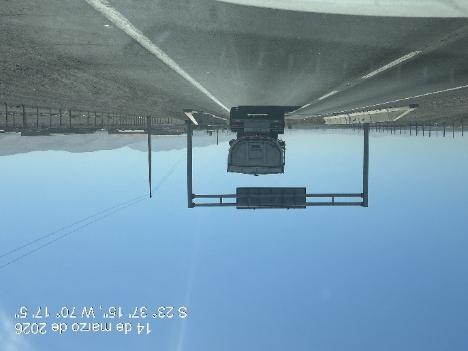 14 de marzo de 2026
S 23° 37' 15", W 70° 17' 5"